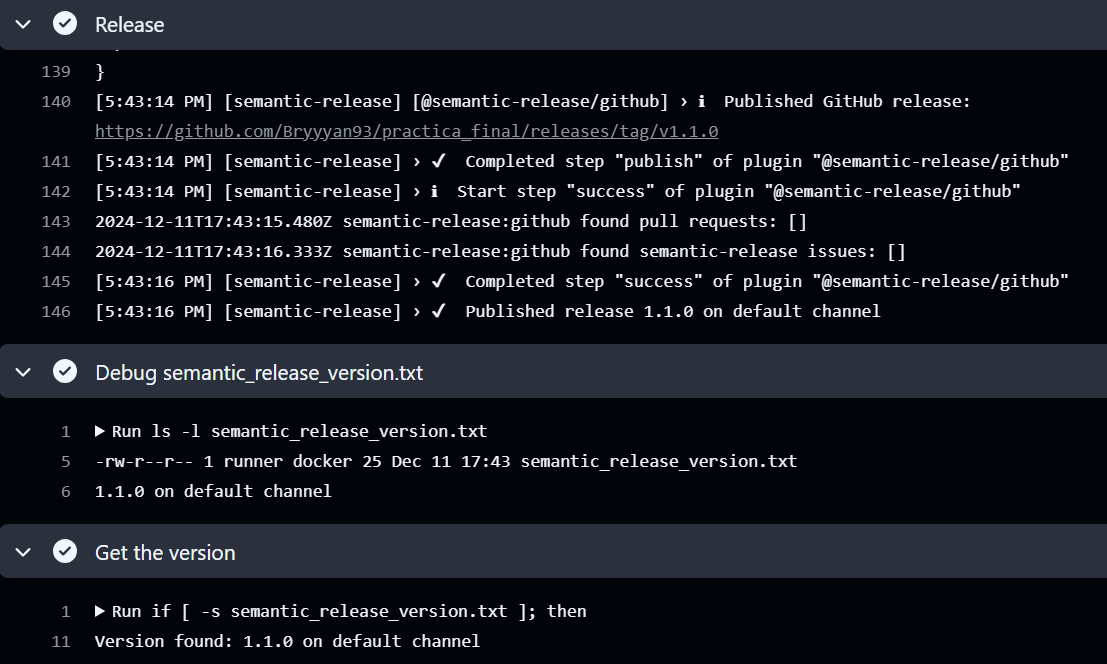 Release
139 }
140 [5:43:14 PM] [semantic-release] [@semantic-release/github] › ℹ Published GitHub release:
https://github.com/Bryyyan93/practica_final/releases/tag/v1.1.0
141 [5:43:14 PM] [semantic-release] › ✔ Completed step "publish" of plugin "@semantic-release/github"
142 [5:43:14 PM] [semantic-release] › ℹ Start step "success" of plugin "@semantic-release/github"
143 2024-12-11T17:43:15.480Z semantic-release:github found pull requests: []
144 2024-12-11T17:43:16.333Z semantic-release:github found semantic-release issues: []
145 [5:43:16 PM] [semantic-release] › ✔ Completed step "success" of plugin "@semantic-release/github"
146 [5:43:16 PM] [semantic-release] › ✔ Published release 1.1.0 on default channel
Debug semantic_release_version.txt
1 ▶ Run ls -l semantic_release_version.txt
5 -rw-r--r-- 1 runner docker 25 Dec 11 17:43 semantic_release_version.txt
6 1.1.0 on default channel
Get the version
1 ▶ Run if [ -s semantic_release_version.txt ]; then
11 Version found: 1.1.0 on default channel